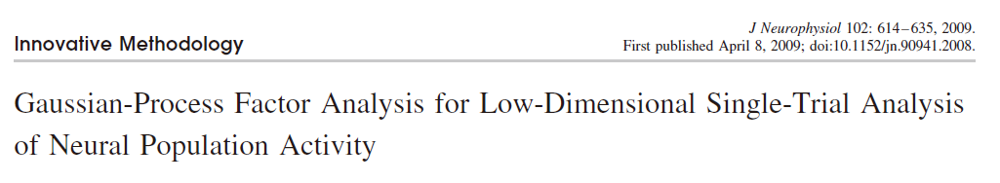 J Neurophysiol 102: 614–635, 2009.
Innovative Methodology
First published April 8, 2009; doi:10.1152/jn.90941.2008.
Gaussian-Process Factor Analysis for Low-Dimensional Single-Trial Analysis
of Neural Population Activity